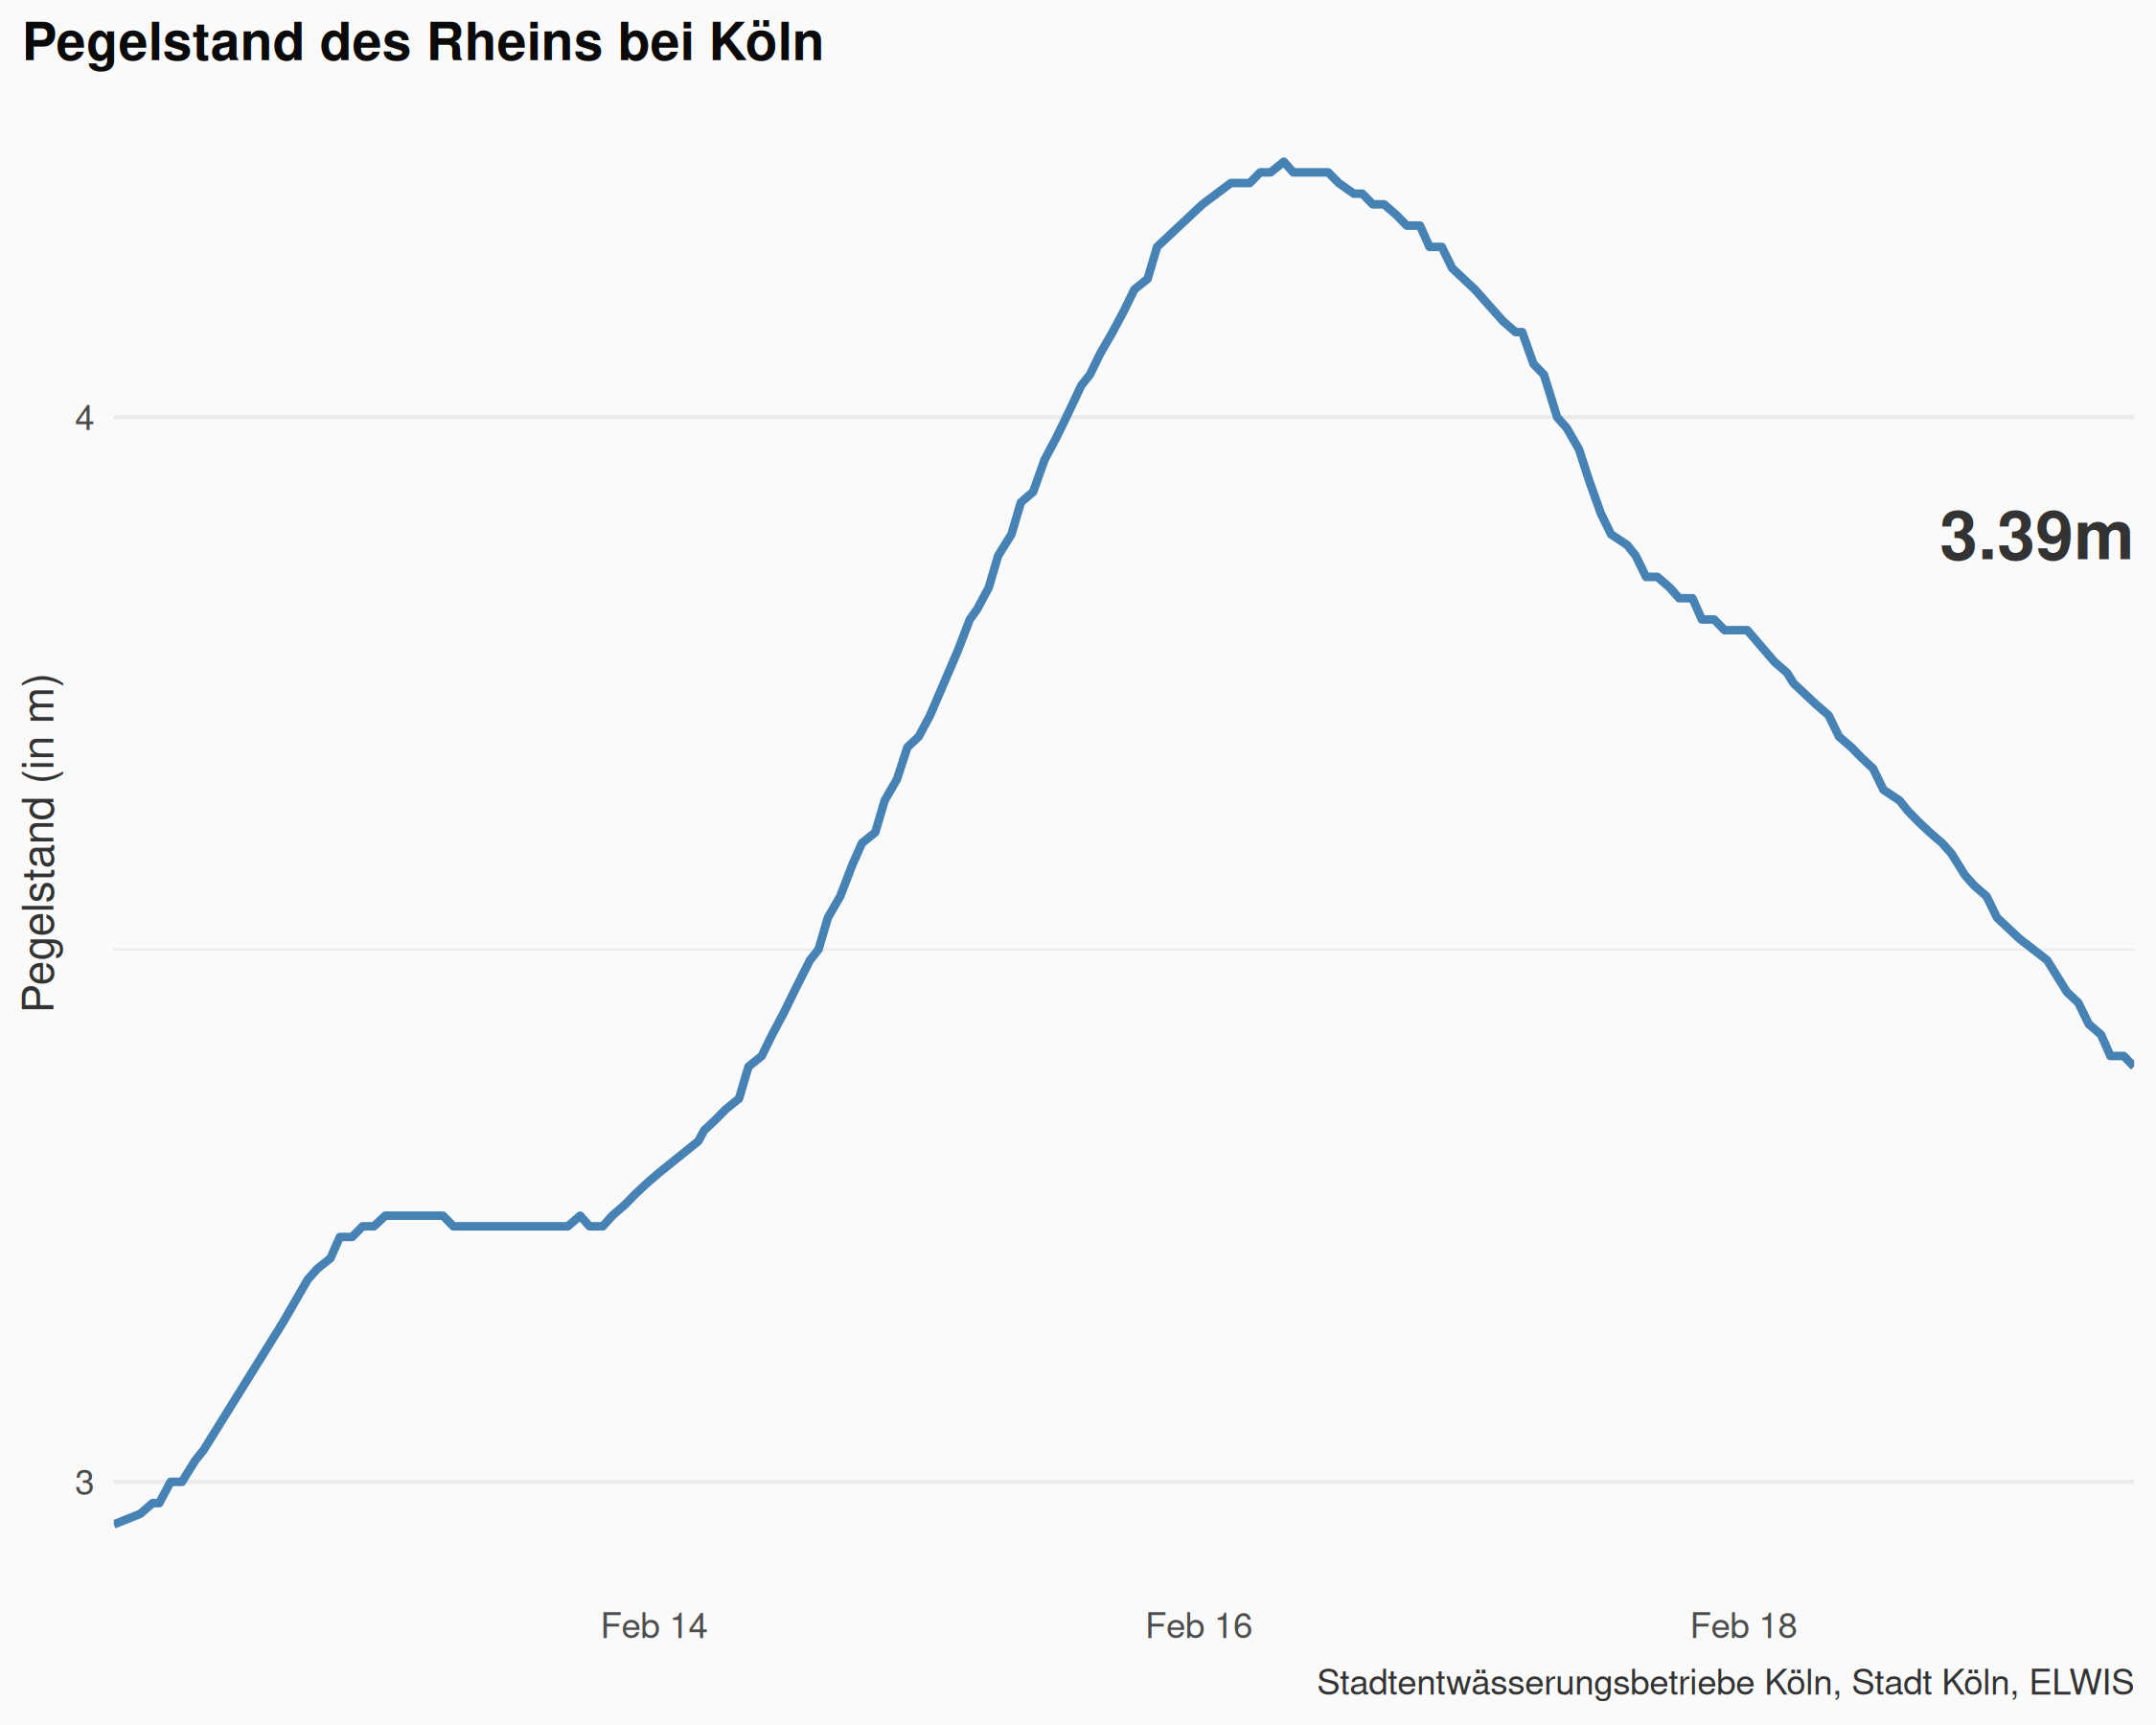 Pegelstand des Rheins bei Köln
4
3.39m
Pegelstand (in m)
3
Feb 14
Feb 16
Feb 18
Stadtentwässerungsbetriebe Köln, Stadt Köln, ELWIS